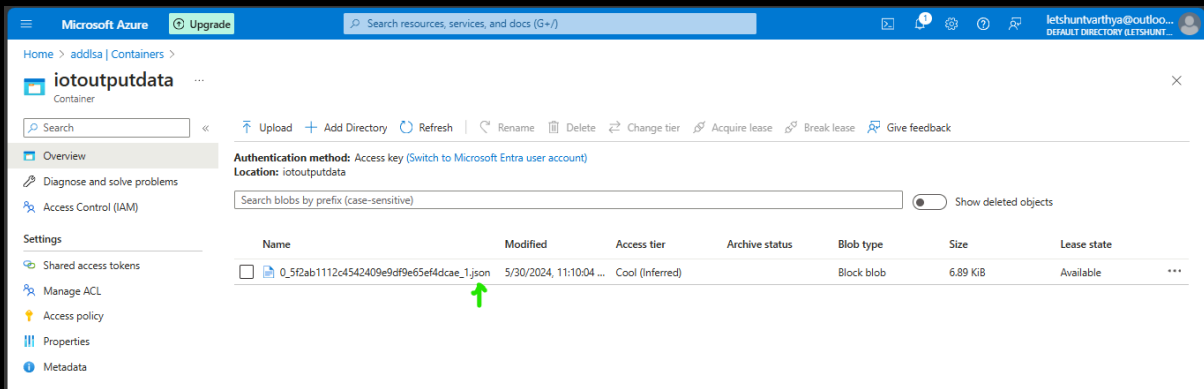 Microsoft Azure
Upgrade
Search resources, services, and docs (G+/)
1
letshuntvarthya@outloo...
DEFAULT DIRECTORY (LETSHUNT...
Home > addlsa | Containers >
iotoutputdata ...
Container
Search
«
Upload
Add Directory
Refresh
Rename
Delete
Change tier
Acquire lease
Break lease
Give feedback
Overview
Diagnose and solve problems
Access Control (IAM)
Settings
Shared access tokens
Manage ACL
Access policy
Properties
Metadata
Authentication method: Access key (Switch to Microsoft Entra user account)
Location: iotoutputdata
Search blobs by prefix (case-sensitive)
Show deleted objects
Name Modified Access tier Archive status Blob type Size Lease state
0_5f2ab1112c4542409e9df9e65ef4dcae_1.json 5/30/2024, 11:10:04 ... Cool (Inferred) Block blob 6.89 KiB Available ...